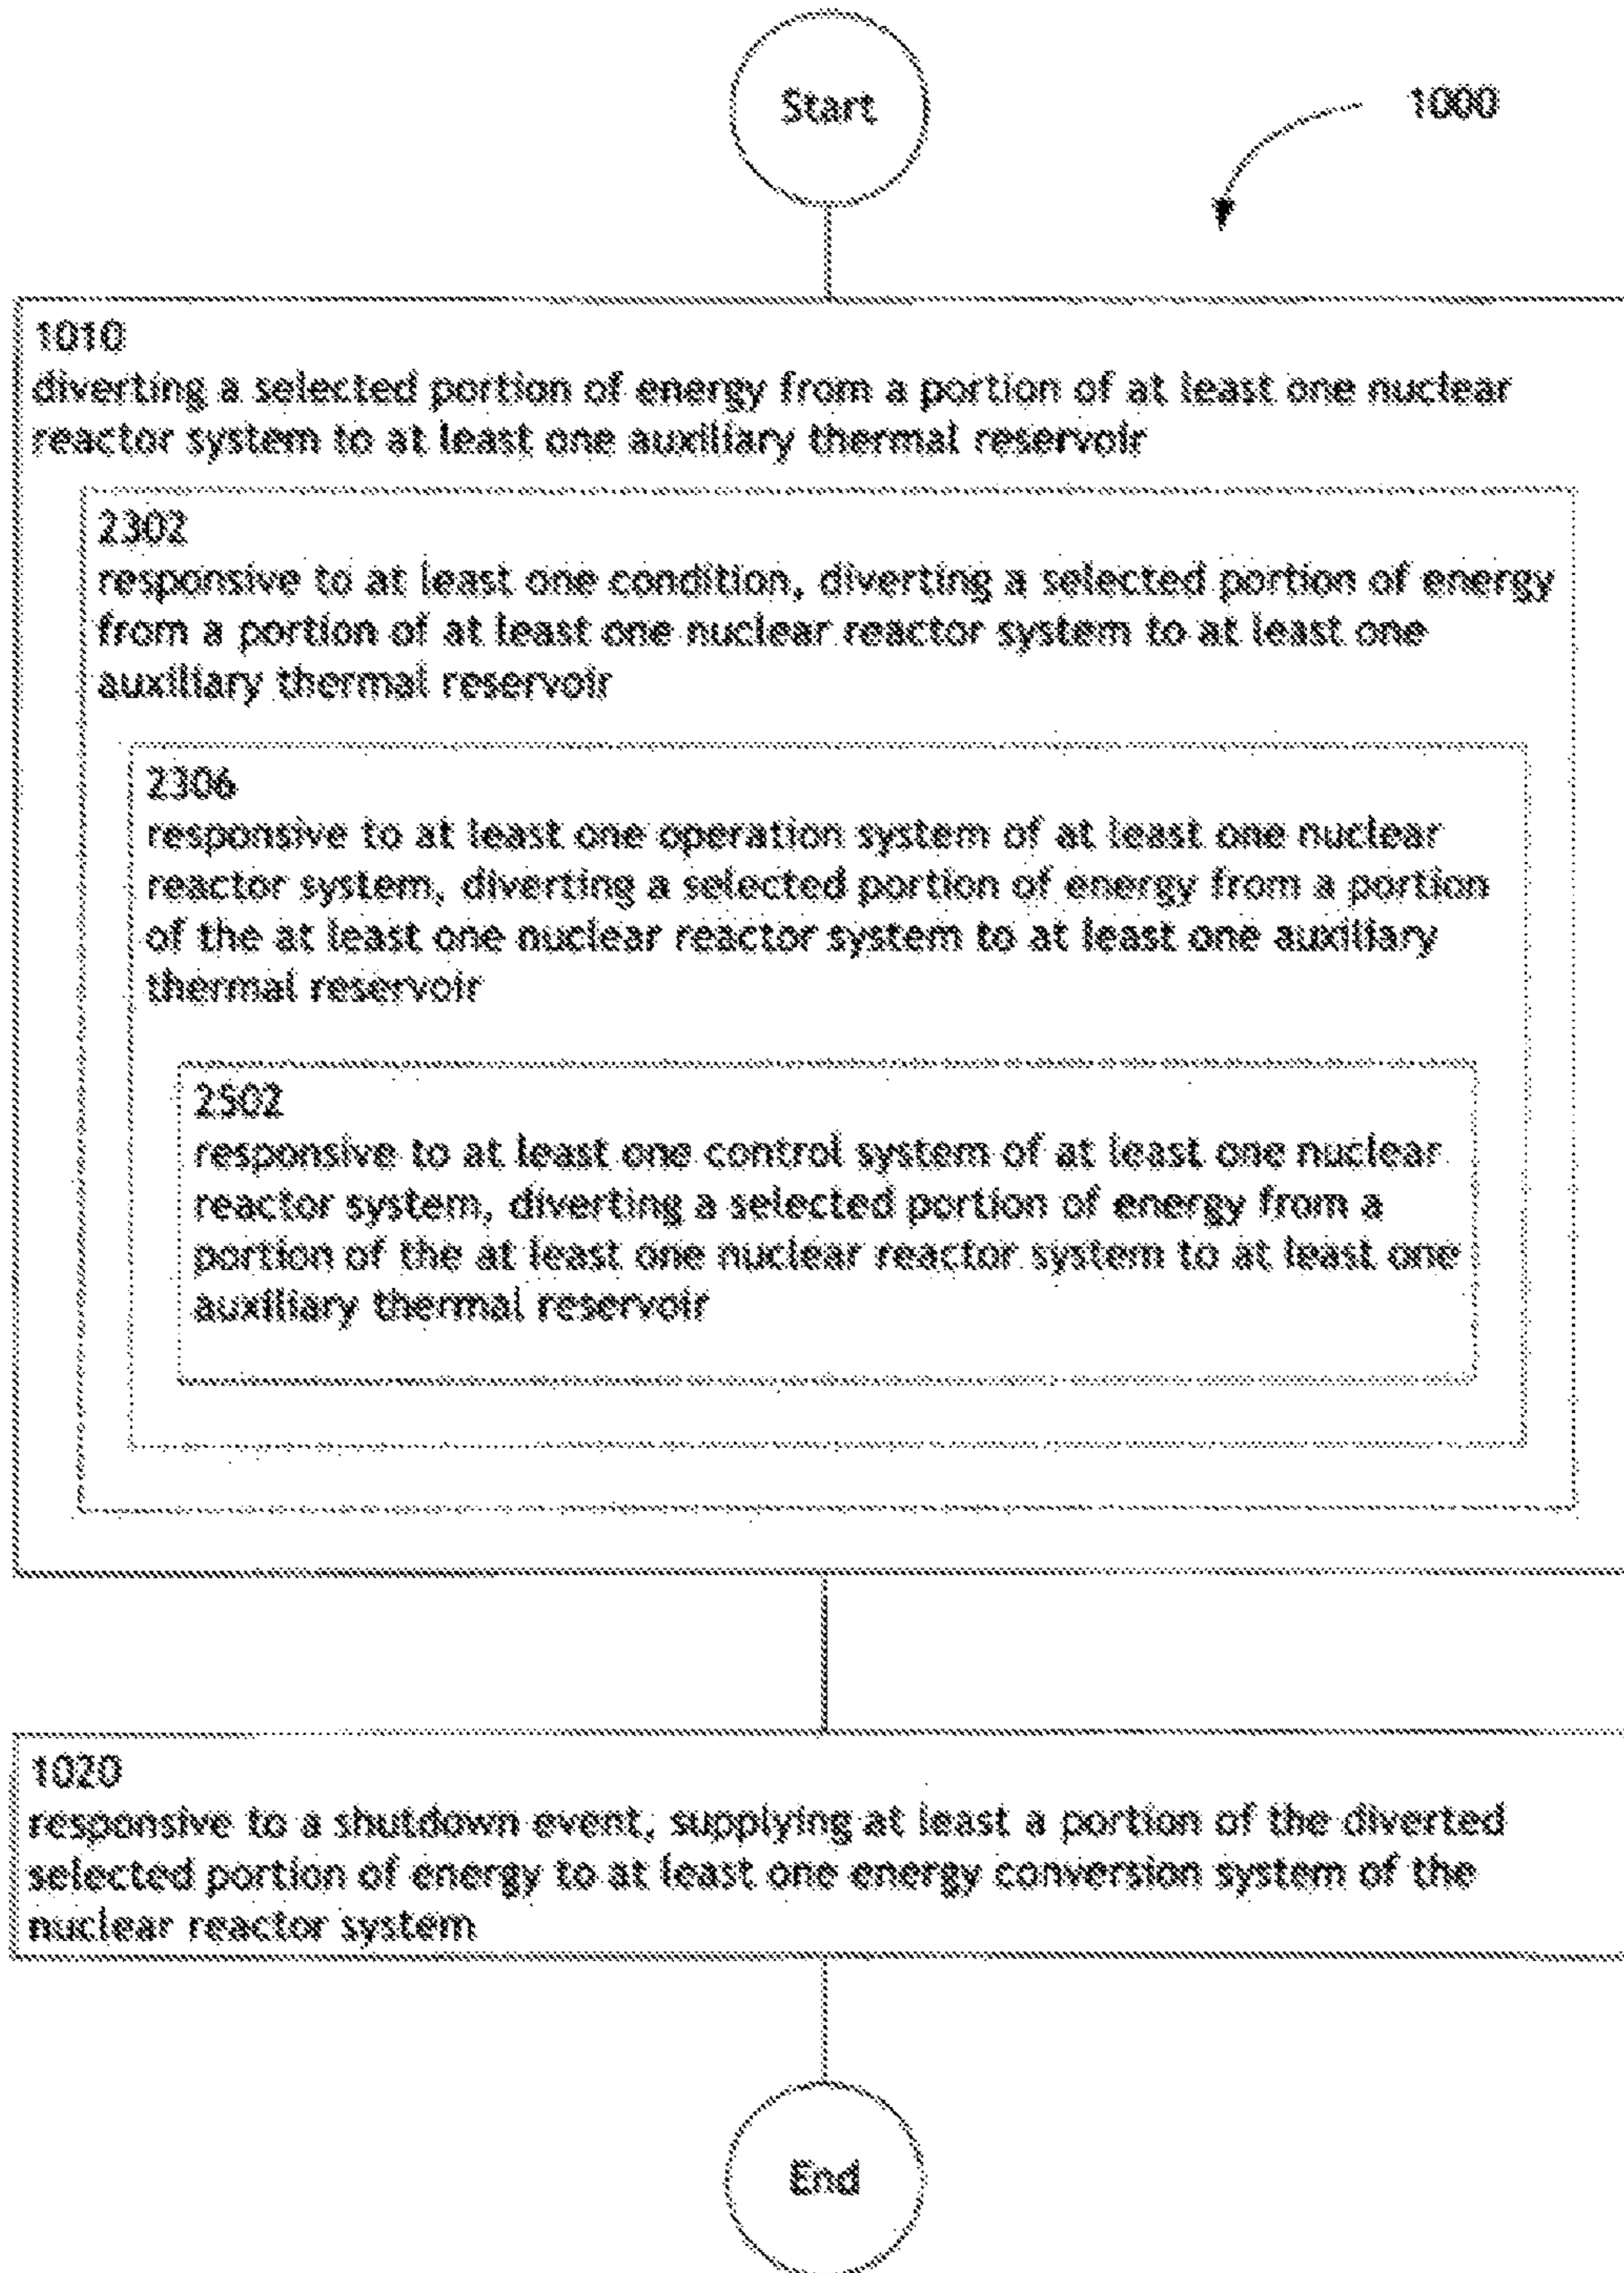 Start
1000
1010
diverting a selected portion of energy from a portion of at least one nuclear
reactor system to at least one auxiliary thermal reservoir
2302
responsive to at least one condition, diverting a selected portion of energy
from a portion of at least one nuclear reactor system to at least one
auxiliary thermal reservoir
2306
responsive to at least one operation system of at least one nuclear
reactor system, diverting a selected portion of energy from a portion
of the at least one nuclear reactor system to at least one auxiliary
thermal reservoir
2502
responsive to at least one control system of at least one nuclear
reactor system, diverting a selected portion of energy from a
portion of the at least one nuclear reactor system to at least one
auxiliary thermal reservoir
1020
responsive to a shutdown event, supplying at least a portion of the diverted
selected portion of energy to at least one energy conversion system of the
nuclear reactor system
End